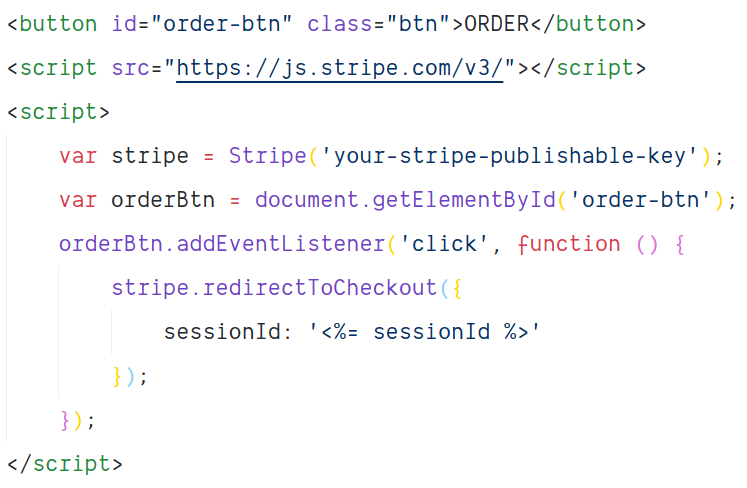 <button id="order-btn" class="btn">ORDER</button>
<script src="https://js.stripe.com/v3/"></script>
<script>
    var stripe = Stripe('your-stripe-publishable-key');
    var orderBtn = document.getElementById('order-btn');
    orderBtn.addEventListener('click', function () {
        stripe.redirectToCheckout({
            sessionId: '<%= sessionId %>'
        });
    });
</script>